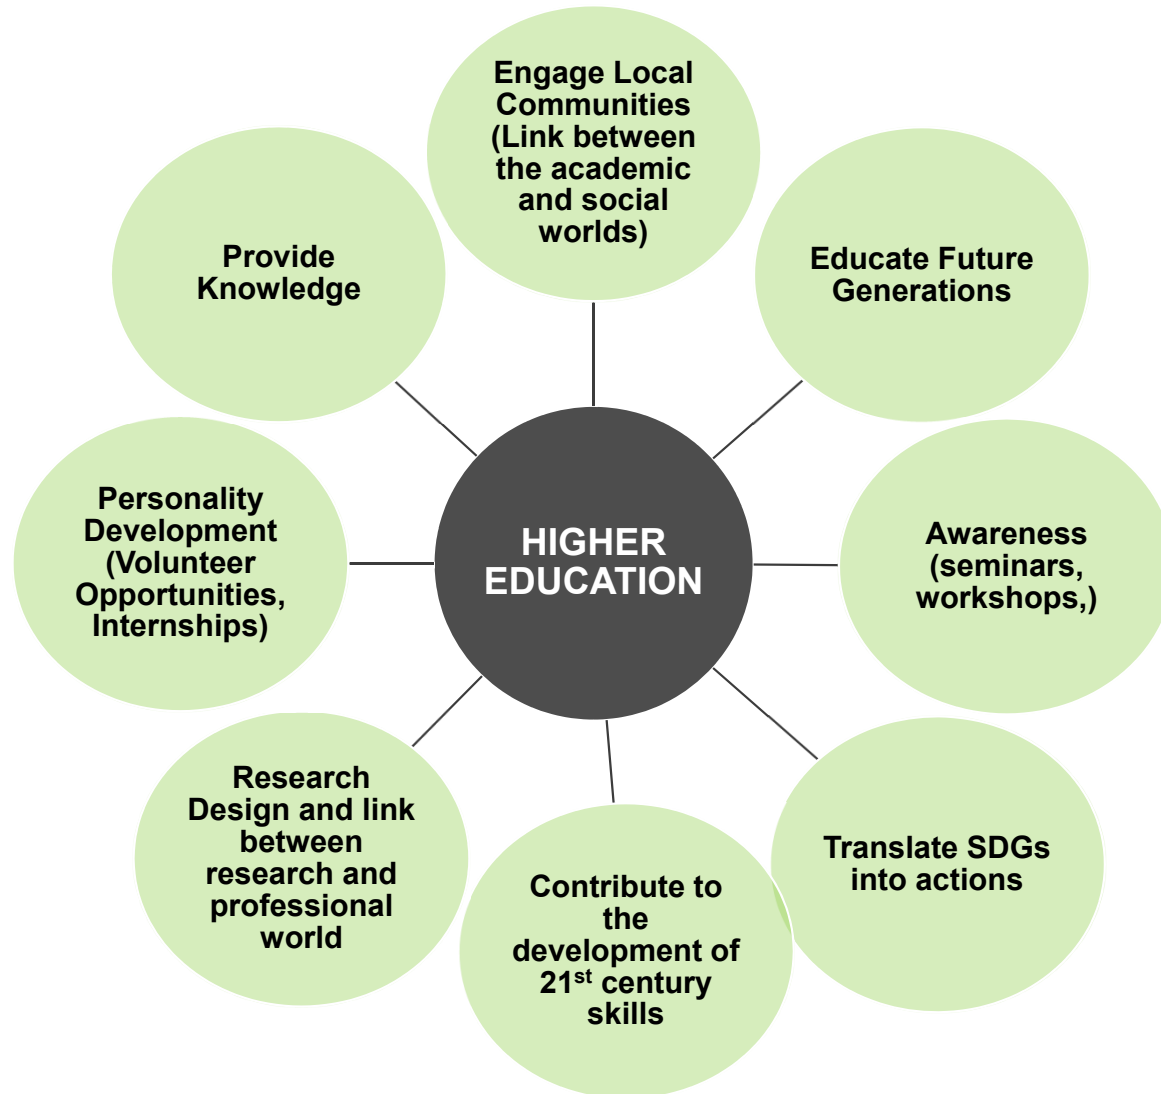 Engage Local
Communities
(Link between
the academic
and social
worlds)
Educate Future
Generations
Awareness
(seminars,
workshops,)
Translate SDGs
into actions
Contribute to
the
development of
21st century
skills
Research
Design and link
between
research and
professional
world
Personality
Development
(Volunteer
Opportunities,
Internships)
Provide
Knowledge
HIGHER
EDUCATION